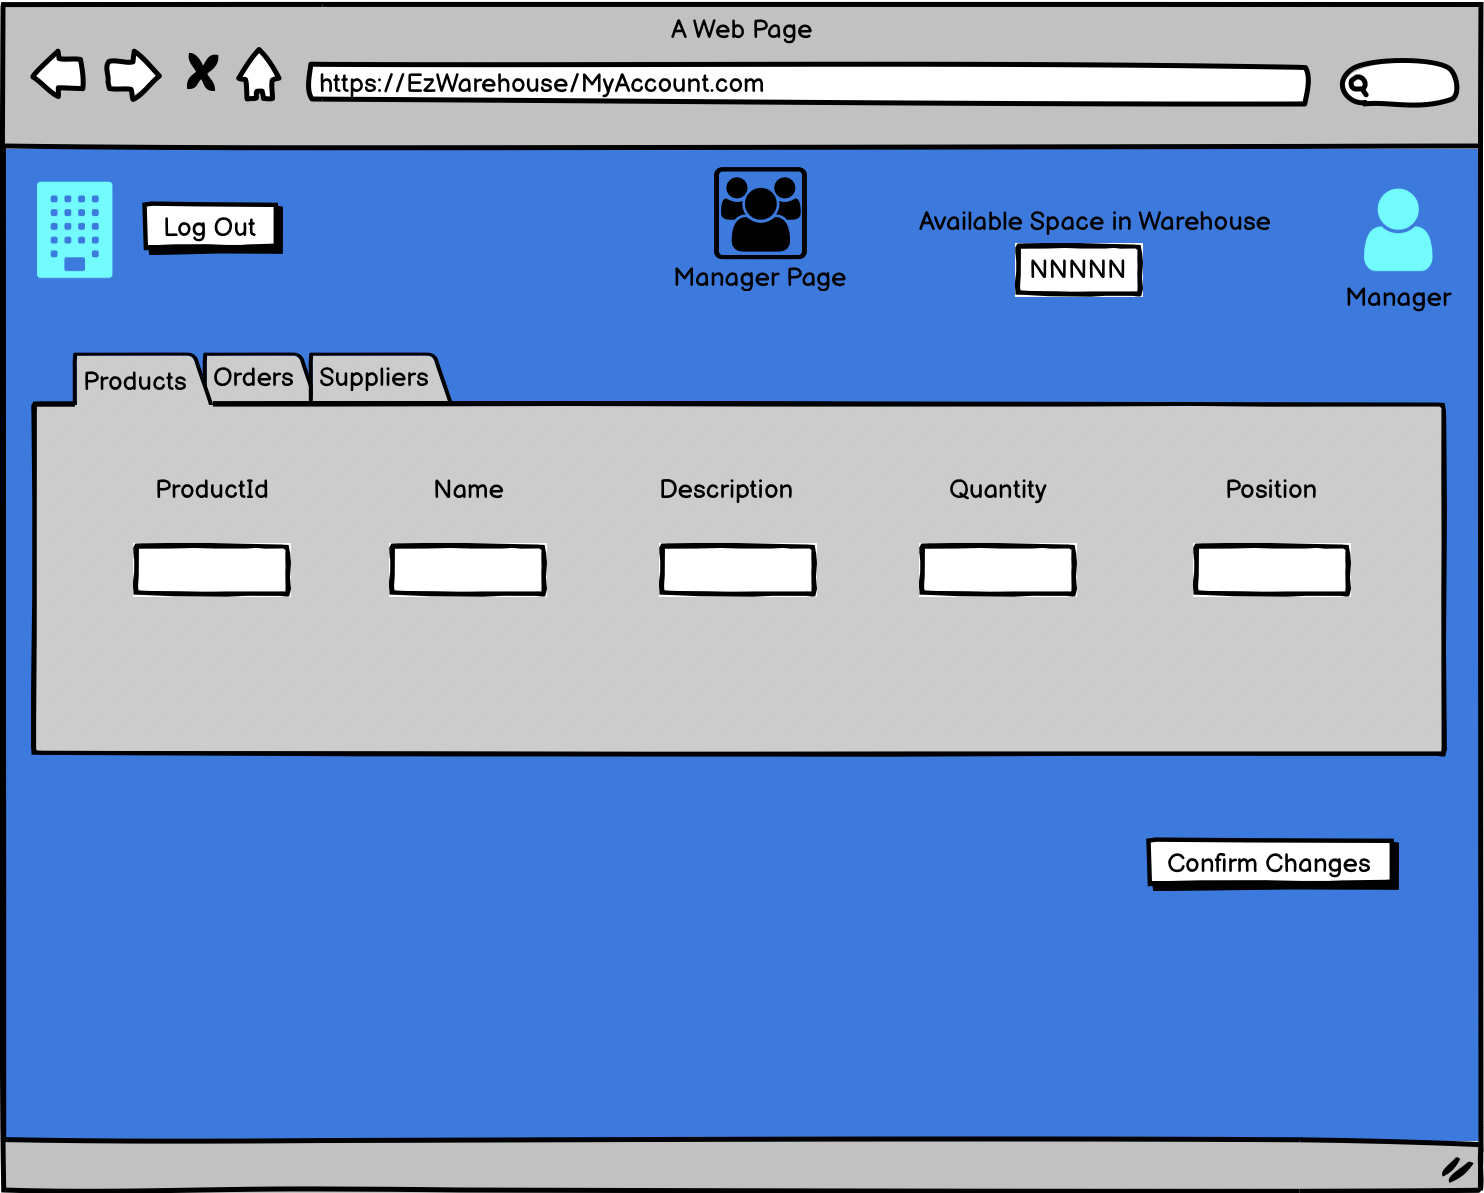 A Web Page
https://EzWarehouse/MyAccount.com
Log Out
Manager Page
Available Space in Warehouse
NNNNN
Manager
Products
Orders
Suppliers
ProductId
Name
Description
Quantity
Position
Confirm Changes